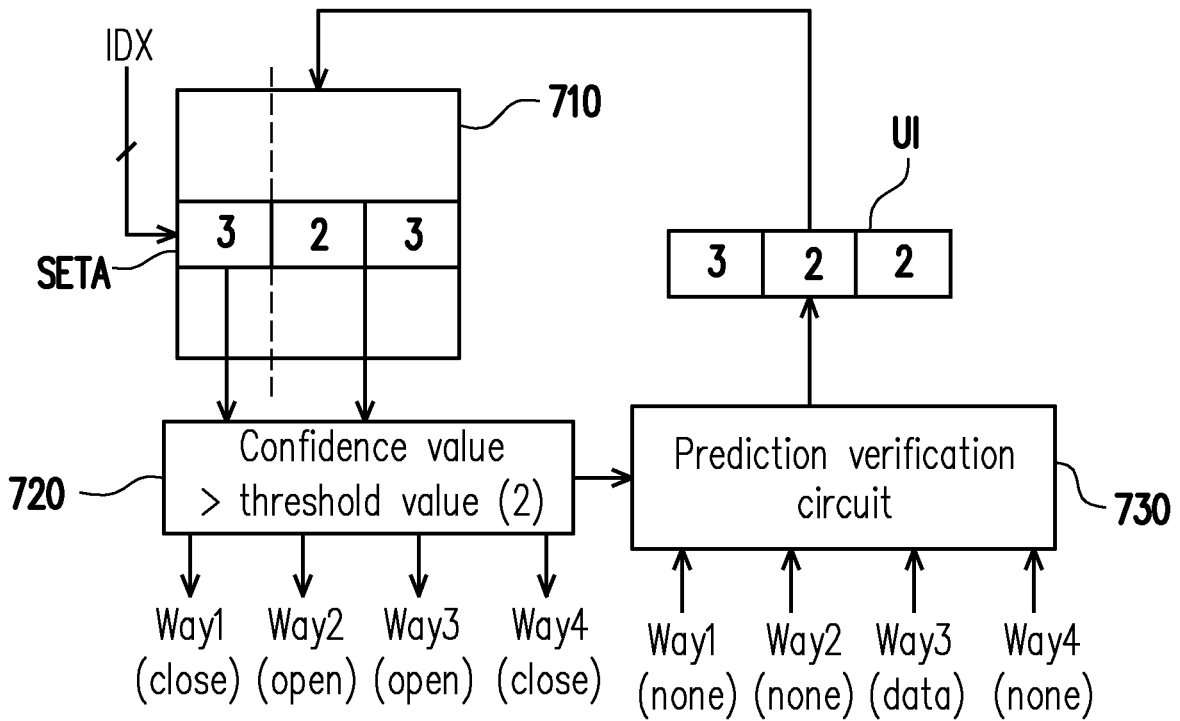 IDX
710
UI
3 2 3
3 2 2
SETA
Confidence value
> threshold value (2)
720
Prediction verification
circuit
730
Way1 Way2 Way3 Way4
(close) (open) (open) (close)
Way1 Way2 Way3 Way4
(none) (none) (data) (none)